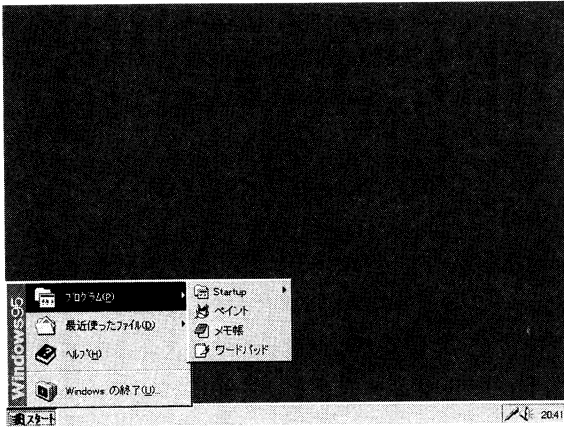 Windows95
プログラム(P)
最近使ったファイル(D)
ヘルプ(H)
Windows の終了(U)...
Startup
ペイント
メモ帳
ワードパッド
スタート
20:41